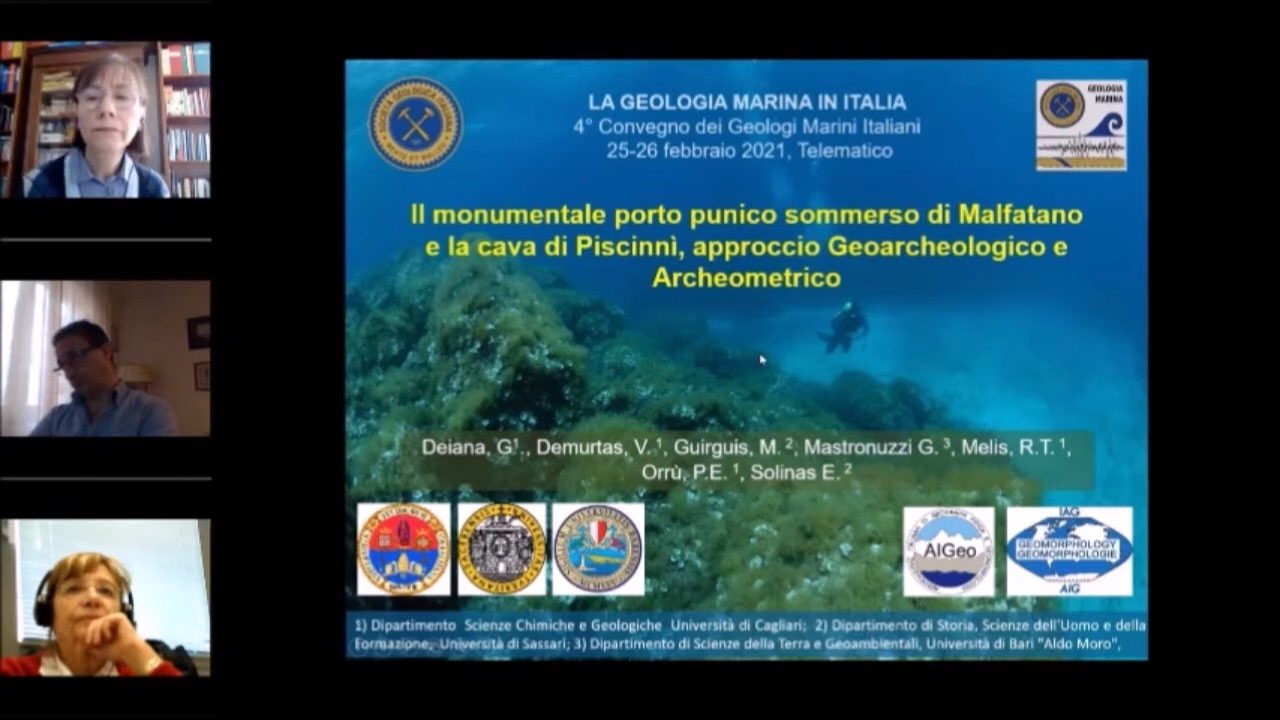 LA GEOLOGIA MARINA IN ITALIA
4° Convegno dei Geologi Marini Italiani
25-26 febbraio 2021, Telematico
GEOLOGIA
MARINA
SOCIETÀ GEOLOGICA ITALIANA
Il monumentale porto punico sommerso di Malfatano
e la cava di Piscinnì, approccio Geoarcheologico e
Archeometrico
Deiana, G¹., Demurtas, V. ¹, Guirguis, M. ², Mastronuzzi G. ³, Melis, R.T. ¹,
Orrù, P.E. ¹, Solinas E. ²
AIGeo
IAG
GEOMORPHOLOGY
GEOMORPHOLOGIE
AIG
1) Dipartimento Scienze Chimiche e Geologiche Università di Cagliari; 2) Dipartimento di Storia, Scienze dell'Uomo e della
Formazione, Università di Sassari; 3) Dipartimento di Scienze della Terra e Geoambientali, Università di Bari "Aldo Moro",